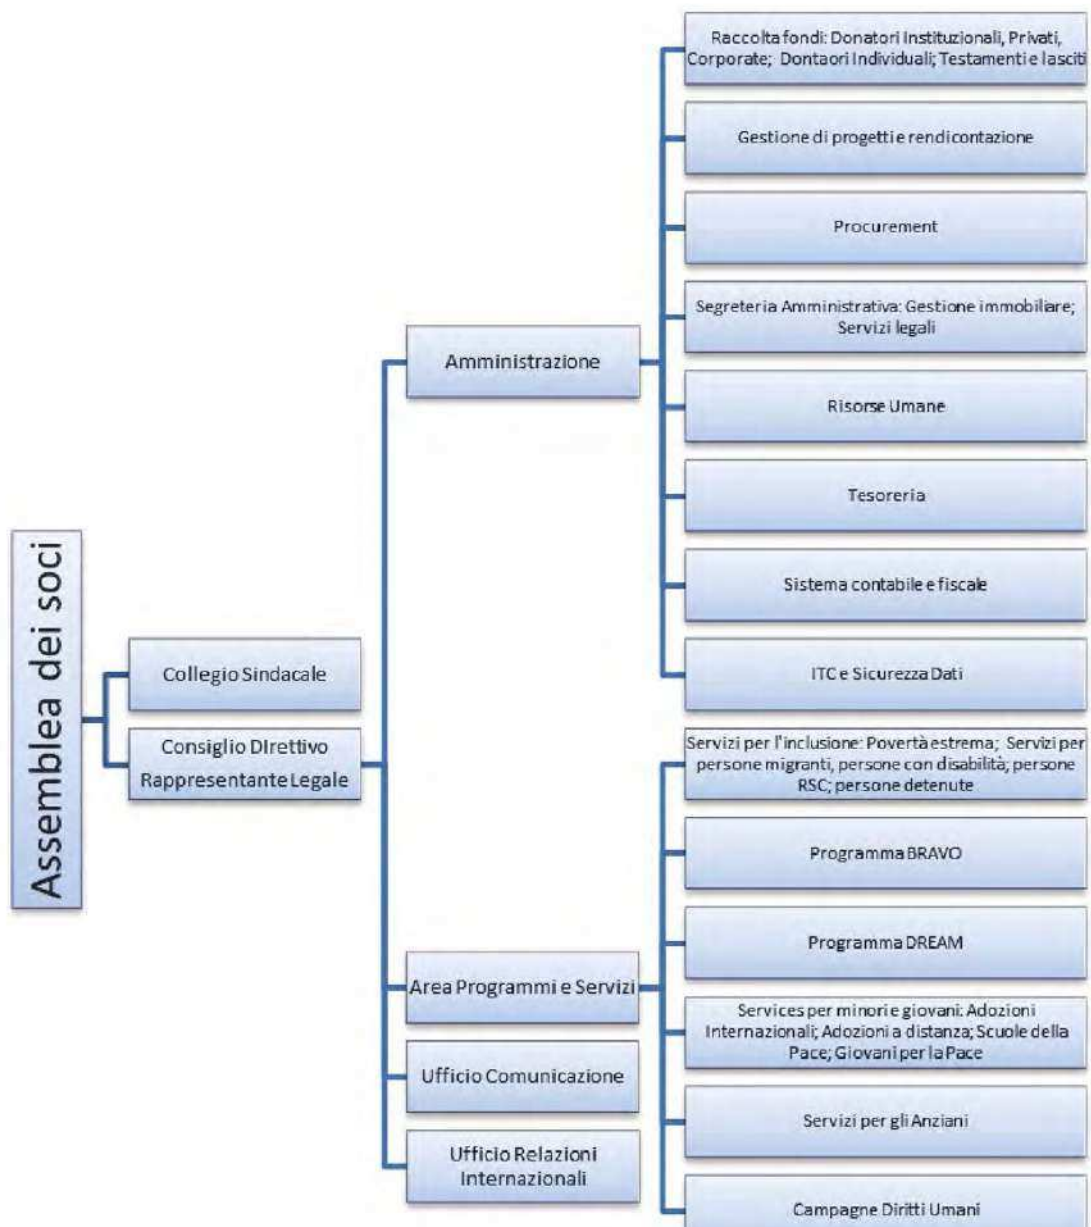 Assemblea dei soci
Collegio Sindacale
Consiglio DIrettivo
Rappresentante Legale
Amministrazione
Raccolta fondi: Donatori Instituzionali, Privati,
Corporate; Dontaori Individuali; Testamenti e lasciti
Gestione di progetti e rendicontazione
Procurement
Segreteria Amministrativa: Gestione immobiliare;
Servizi legali
Risorse Umane
Tesoreria
Sistema contabile e fiscale
ITC e Sicurezza Dati
Area Programmi e Servizi
Servizi per l'inclusione: Povertà estrema; Servizi per
persone migranti, persone con disabilità; persone
RSC; persone detenute
Programma BRAVO
Programma DREAM
Services per minori e giovani: Adozioni
Internazionali; Adozioni a distanza; Scuole della
Pace; Giovani per la Pace
Servizi per gli Anziani
Campagne Diritti Umani
Ufficio Comunicazione
Ufficio Relazioni
Internazionali